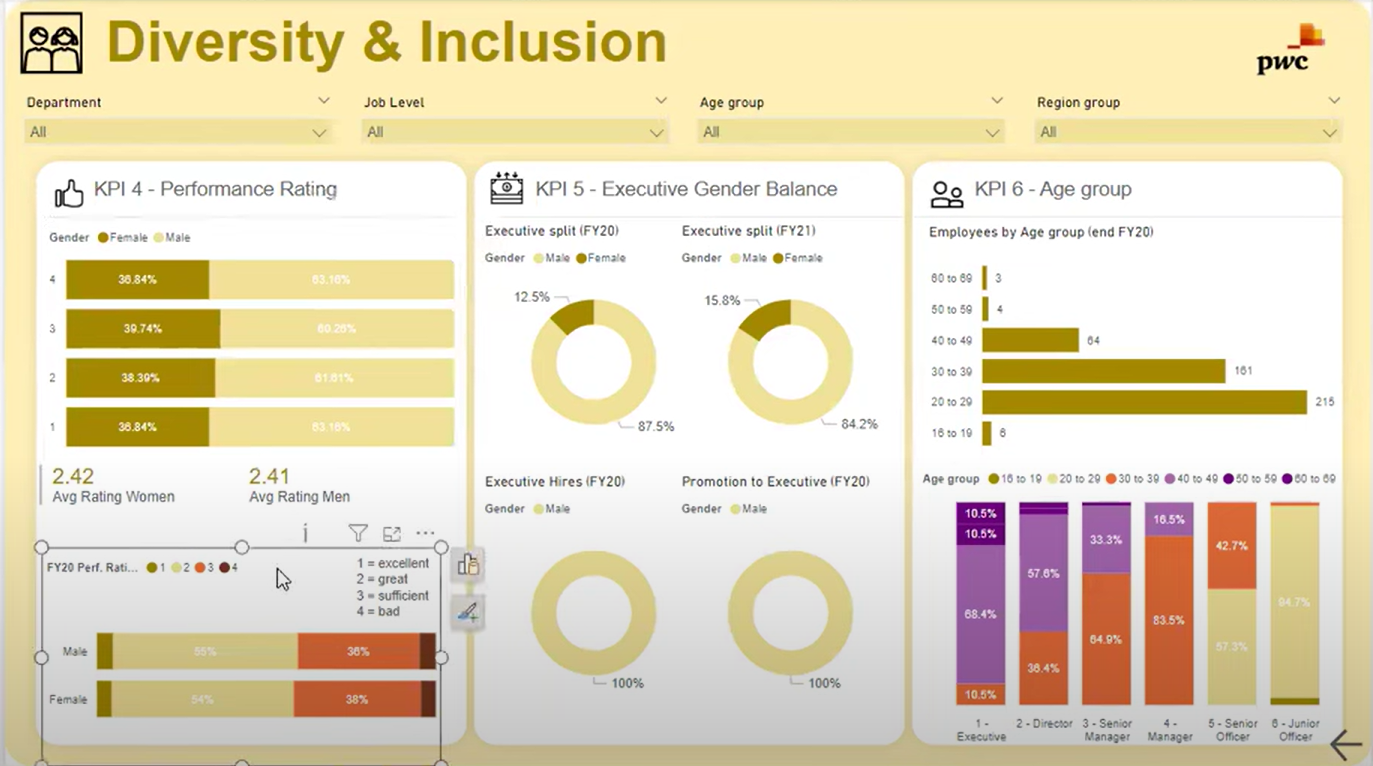 Diversity & Inclusion
pwc
Department
All
Job Level
All
Age group
All
Region group
All
KPI 4 - Performance Rating
Gender Female Male
4 36.84% 63.16%
3 39.74% 60.26%
2 38.39% 61.61%
1 36.84% 63.16%
2.42
Avg Rating Women
2.41
Avg Rating Men
FY20 Perf. Rati... 1 2 3 4
1 = excellent
2 = great
3 = sufficient
4 = bad
Male 55% 36%
Female 54% 38%
KPI 5 - Executive Gender Balance
Executive split (FY20)
Gender Male Female
12.5%
87.5%
Executive split (FY21)
Gender Male Female
15.8%
84.2%
Executive Hires (FY20)
Gender Male
100%
Promotion to Executive (FY20)
Gender Male
100%
KPI 6 - Age group
Employees by Age group (end FY20)
60 to 69 3
50 to 59 4
40 to 49 64
30 to 39 161
20 to 29 215
16 to 19 6
Age group 16 to 19 20 to 29 30 to 39 40 to 49 50 to 59 60 to 69
10.5%
10.5%
68.4%
10.5%
1 -
Executive
57.6%
36.4%
2 - Director
33.3%
64.9%
3 - Senior
Manager
16.5%
83.5%
4 -
Manager
42.7%
57.3%
5 - Senior
Officer
94.7%
6 - Junior
Officer